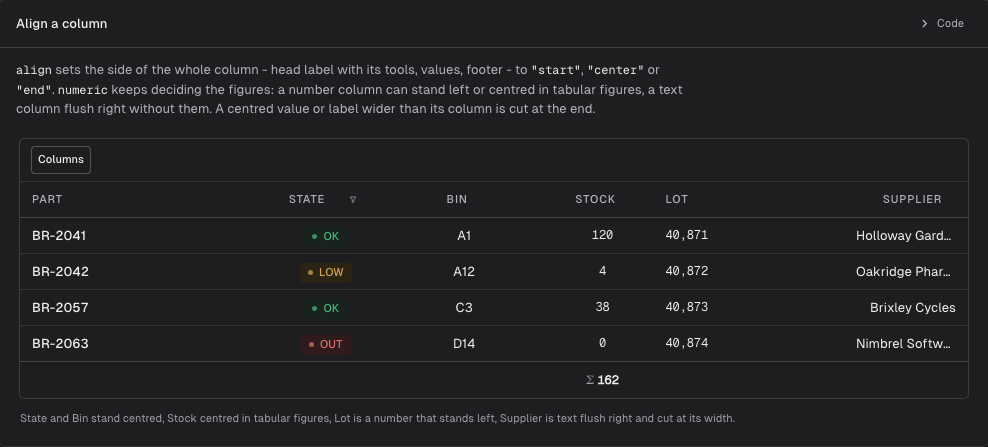 Align a column
Code
align sets the side of the whole column - head label with its tools, values, footer - to "start", "center" or
"end". numeric keeps deciding the figures: a number column can stand left or centred in tabular figures, a text
column flush right without them. A centred value or label wider than its column is cut at the end.
Columns
PART STATE BIN STOCK LOT SUPPLIER
BR-2041 OK A1 120 40,871 Holloway Gard…
BR-2042 LOW A12 4 40,872 Oakridge Phar…
BR-2057 OK C3 38 40,873 Brixley Cycles
BR-2063 OUT D14 0 40,874 Nimbrel Softw…
Σ 162
State and Bin stand centred, Stock centred in tabular figures, Lot is a number that stands left, Supplier is text flush right and cut at its width.